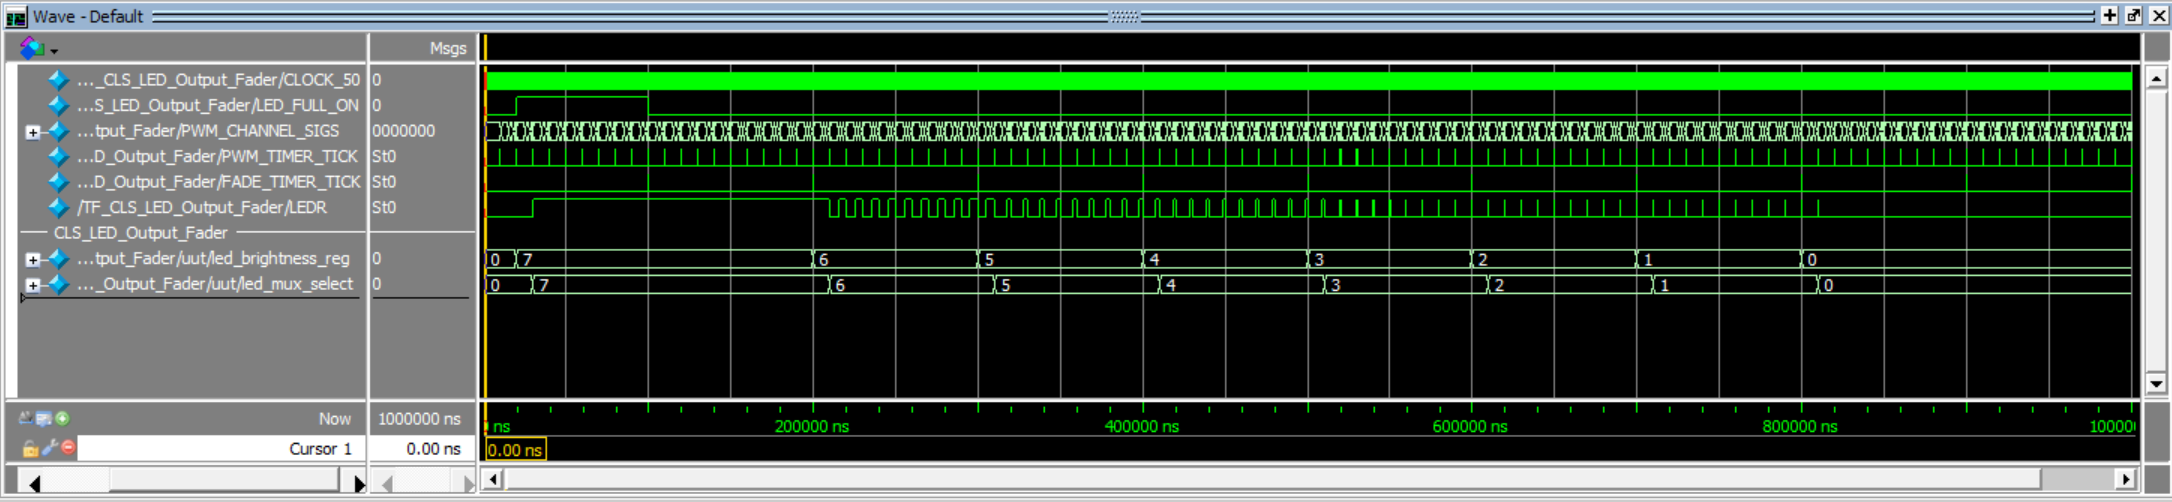 Wave - Default
Msgs
..._CLS_LED_Output_Fader/CLOCK_50 0
...S_LED_Output_Fader/LED_FULL_ON 0
...tput_Fader/PWM_CHANNEL_SIGS 0000000
...D_Output_Fader/PWM_TIMER_TICK St0
...D_Output_Fader/FADE_TIMER_TICK St0
/TF_CLS_LED_Output_Fader/LEDR St0
CLS_LED_Output_Fader
...tput_Fader/uut/led_brightness_reg 0 0 7 6 5 4 3 2 1 0
..._Output_Fader/uut/led_mux_select 0 0 7 6 5 4 3 2 1 0
Now 1000000 ns ns 200000 ns 400000 ns 600000 ns 800000 ns 10000
Cursor 1 0.00 ns 0.00 ns